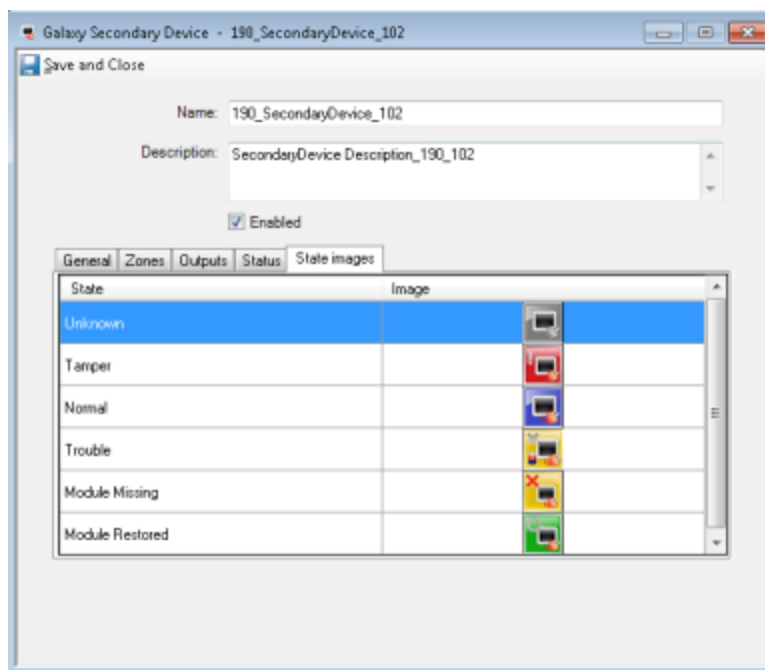 Galaxy Secondary Device - 190_SecondaryDevice_102
Save and Close
Name: 190_SecondaryDevice_102
Description: SecondaryDevice Description_190_102
Enabled
General Zones Outputs Status State images
State Image
Unknown
Tamper
Normal
Trouble
Module Missing
Module Restored